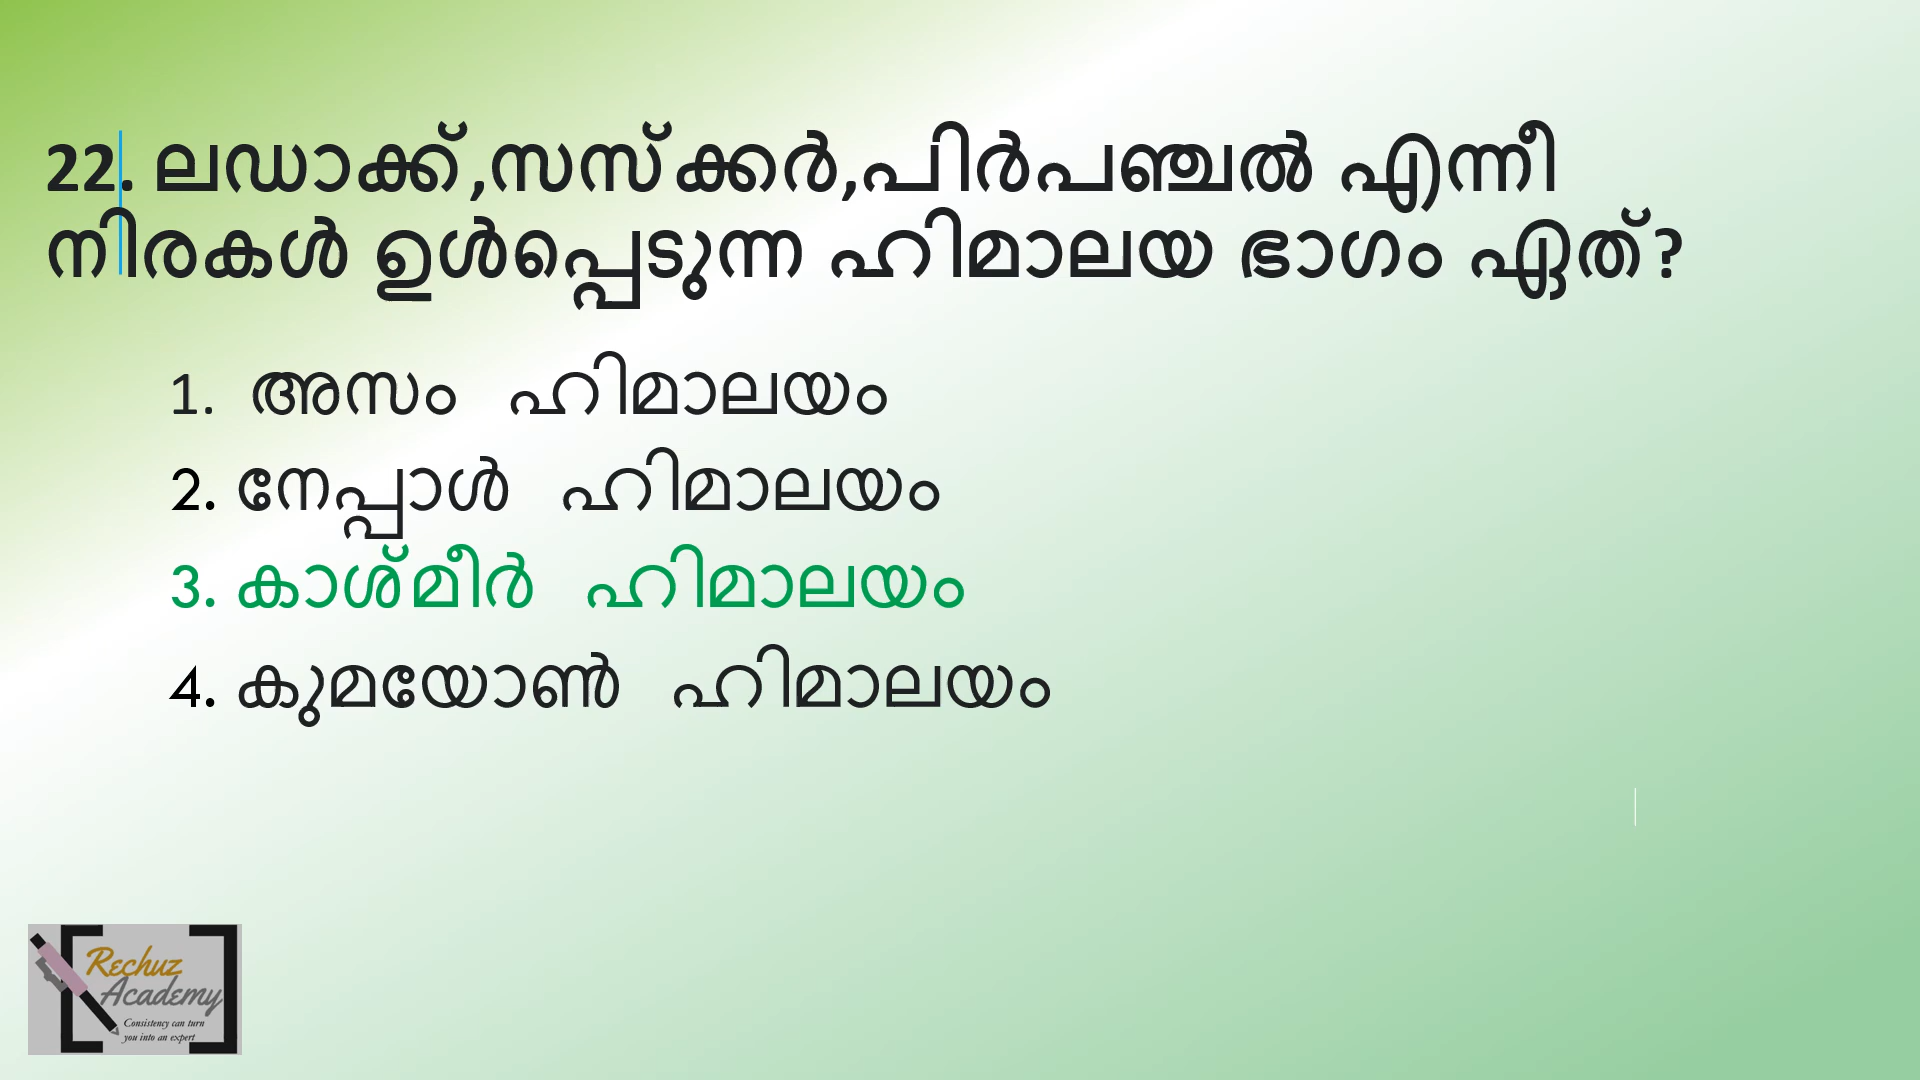 22. ലഡാക്ക്,സസ്ക്കർ,പിർപഞ്ചൽ എന്നീ
നിരകൾ ഉൾപ്പെടുന്ന ഹിമാലയ ഭാഗം ഏത്?
1. അസം ഹിമാലയം
2. നേപ്പാൾ ഹിമാലയം
3. കാശ്മീർ ഹിമാലയം
4. കുമയോൺ ഹിമാലയം
Rechuz
Academy
Consistency can turn
you into an expert